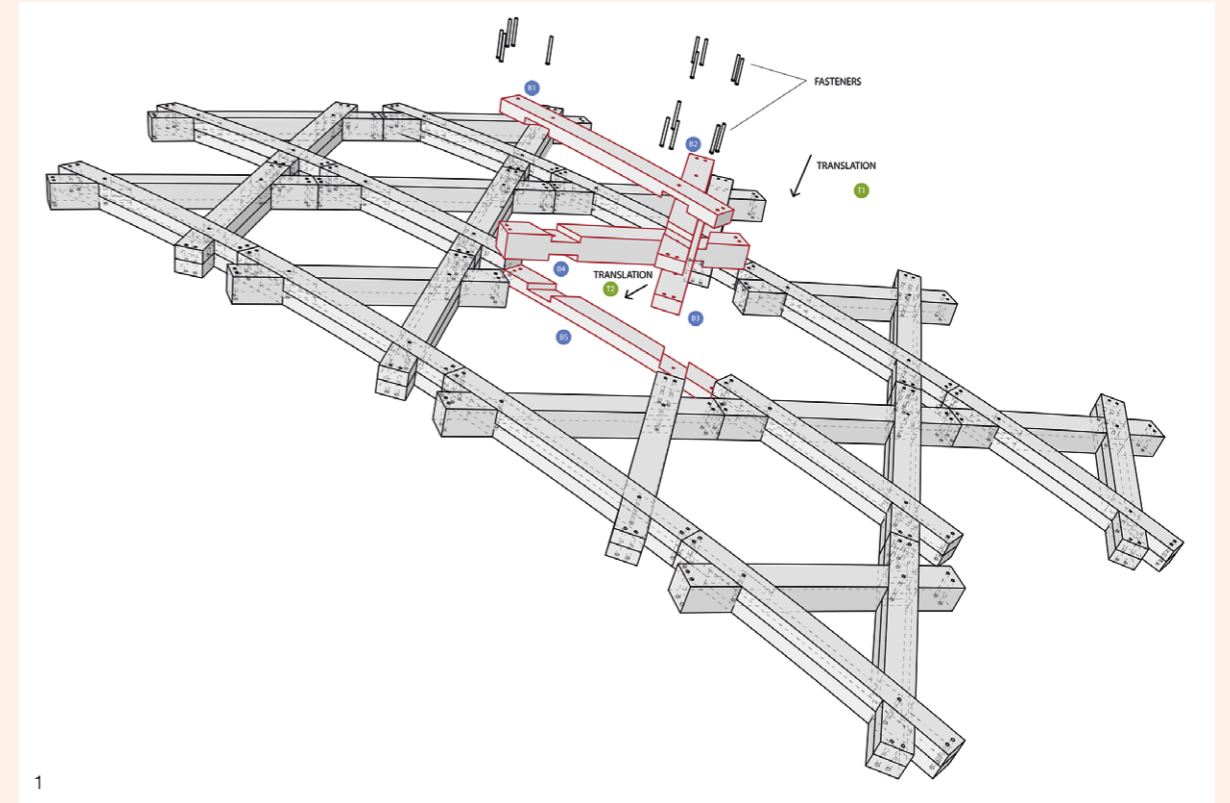 B1
FASTENERS
B2
TRANSLATION
T1
B4
TRANSLATION
T2
B3
B5
1